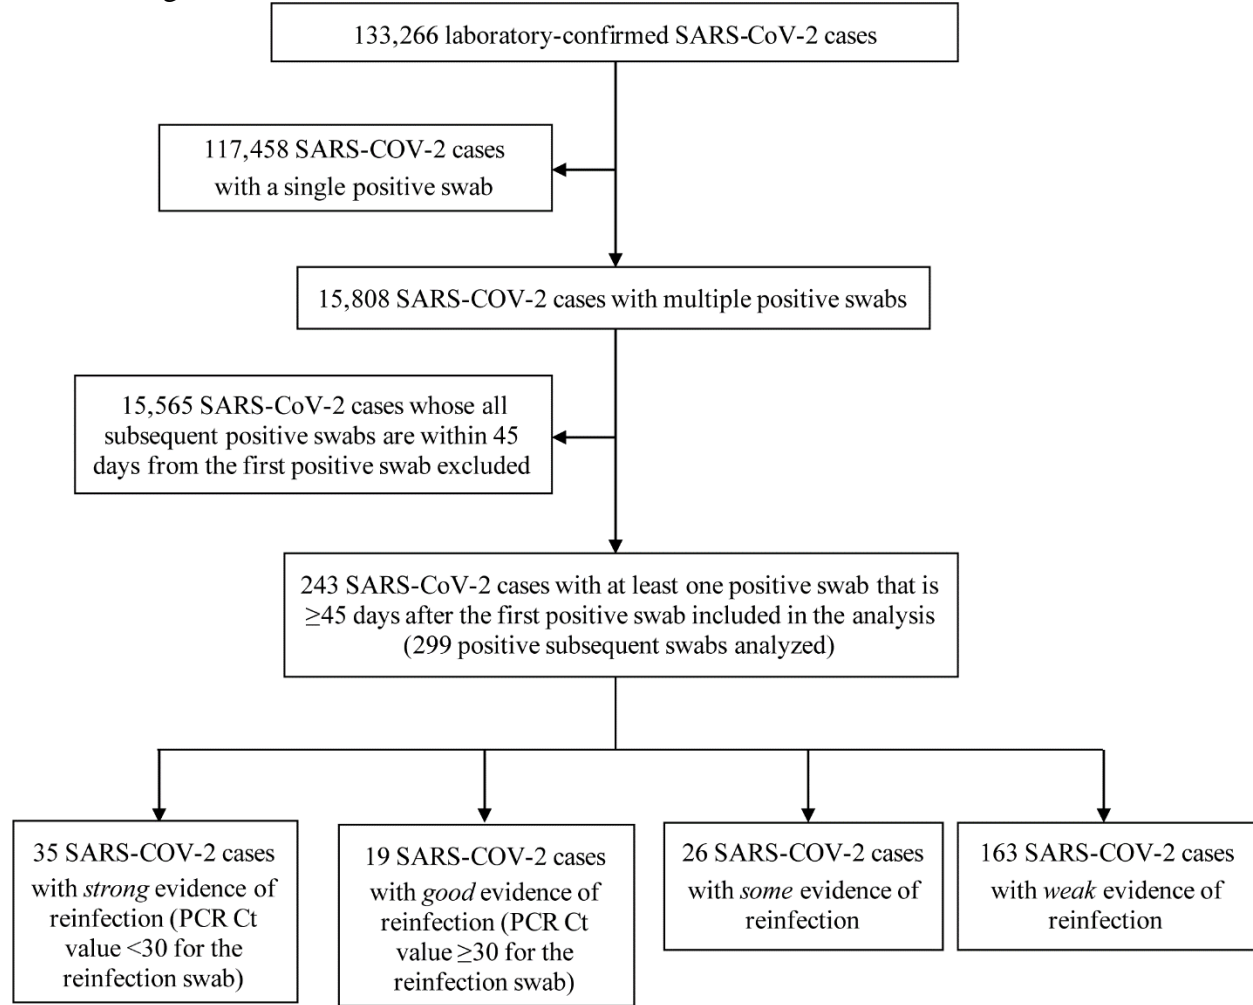 133,266 laboratory-confirmed SARS-CoV-2 cases
117,458 SARS-COV-2 cases
with a single positive swab
15,808 SARS-COV-2 cases with multiple positive swabs
15,565 SARS-CoV-2 cases whose all
subsequent positive swabs are within 45
days from the first positive swab excluded
243 SARS-CoV-2 cases with at least one positive swab that is
≥45 days after the first positive swab included in the analysis
(299 positive subsequent swabs analyzed)
35 SARS-COV-2 cases
with strong evidence of
reinfection (PCR Ct
value <30 for the
reinfection swab)
19 SARS-COV-2 cases
with good evidence of
reinfection (PCR Ct
value ≥30 for the
reinfection swab)
26 SARS-COV-2 cases
with some evidence of
reinfection
163 SARS-COV-2 cases
with weak evidence of
reinfection